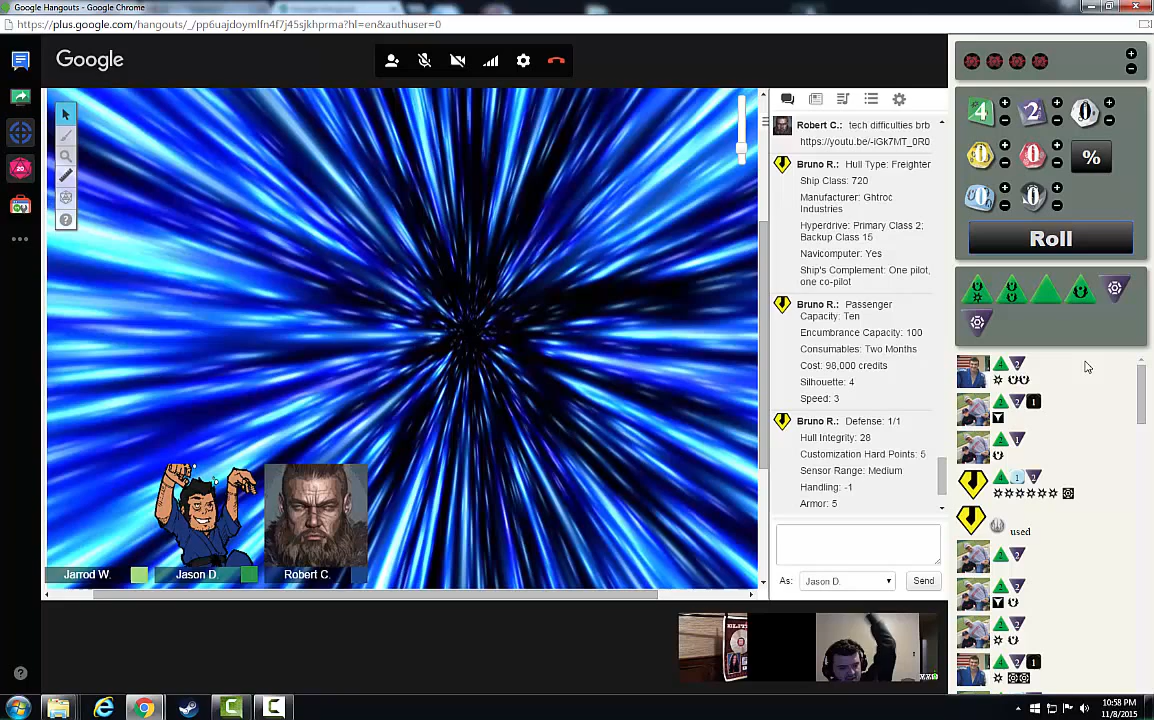 Google Hangouts - Google Chrome
https://plus.google.com/hangouts/_/pp6uajdoymlfn4f7j45sjkhprma?hl=en&authuser=0
Google
Robert C.: tech difficulties brb
https://youtu.be/-iGk7MT_0R0
Bruno R.: Hull Type: Freighter
Ship Class: 720
Manufacturer: Ghtroc
Industries
Hyperdrive: Primary Class 2;
Backup Class 15
Navicomputer: Yes
Ship's Complement: One pilot,
one co-pilot
Bruno R.: Passenger
Capacity: Ten
Encumbrance Capacity: 100
Consumables: Two Months
Cost: 98,000 credits
Silhouette: 4
Speed: 3
Bruno R.: Defense: 1/1
Hull Integrity: 28
Customization Hard Points: 5
Sensor Range: Medium
Handling: -1
Armor: 5
As: Jason D. Send
Jarrod W. Jason D. Robert C.
4 2 0
0 0 %
0 0
Roll
used
10:58 PM
11/8/2015